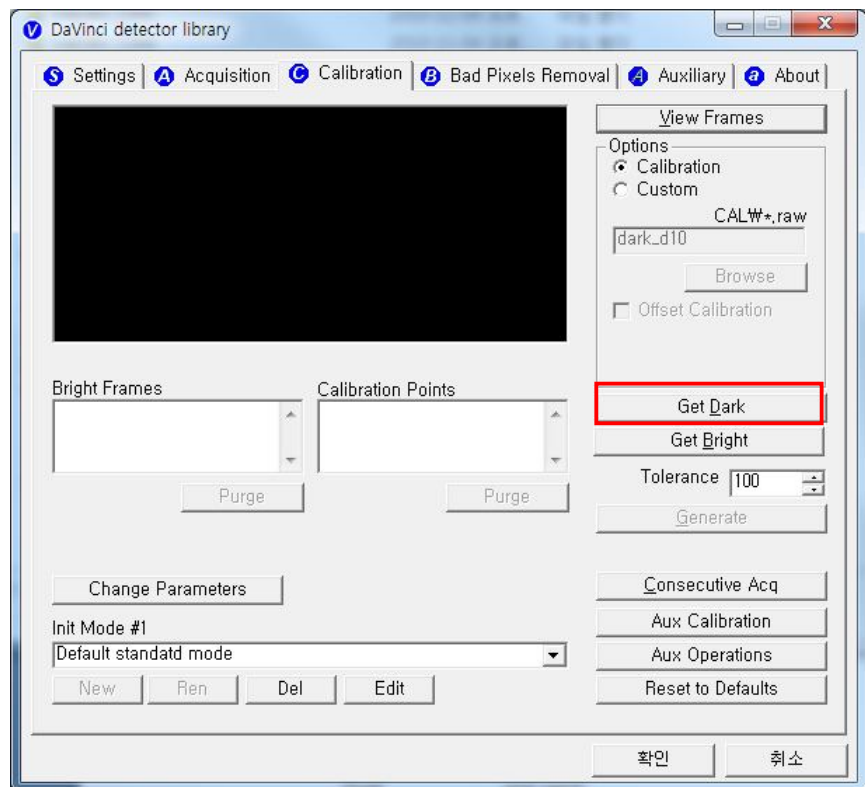 DaVinci detector library
Settings Acquisition Calibration Bad Pixels Removal Auxiliary About
View Frames
Options
Calibration
Custom
CAL₩*.raw
dark_d10
Browse
Offset Calibration
Bright Frames
Calibration Points
Get Dark
Get Bright
Purge
Purge
Tolerance 100
Generate
Change Parameters
Consecutive Acq
Init Mode #1
Aux Calibration
Default standatd mode
Aux Operations
New Ren Del Edit
Reset to Defaults
확인 취소